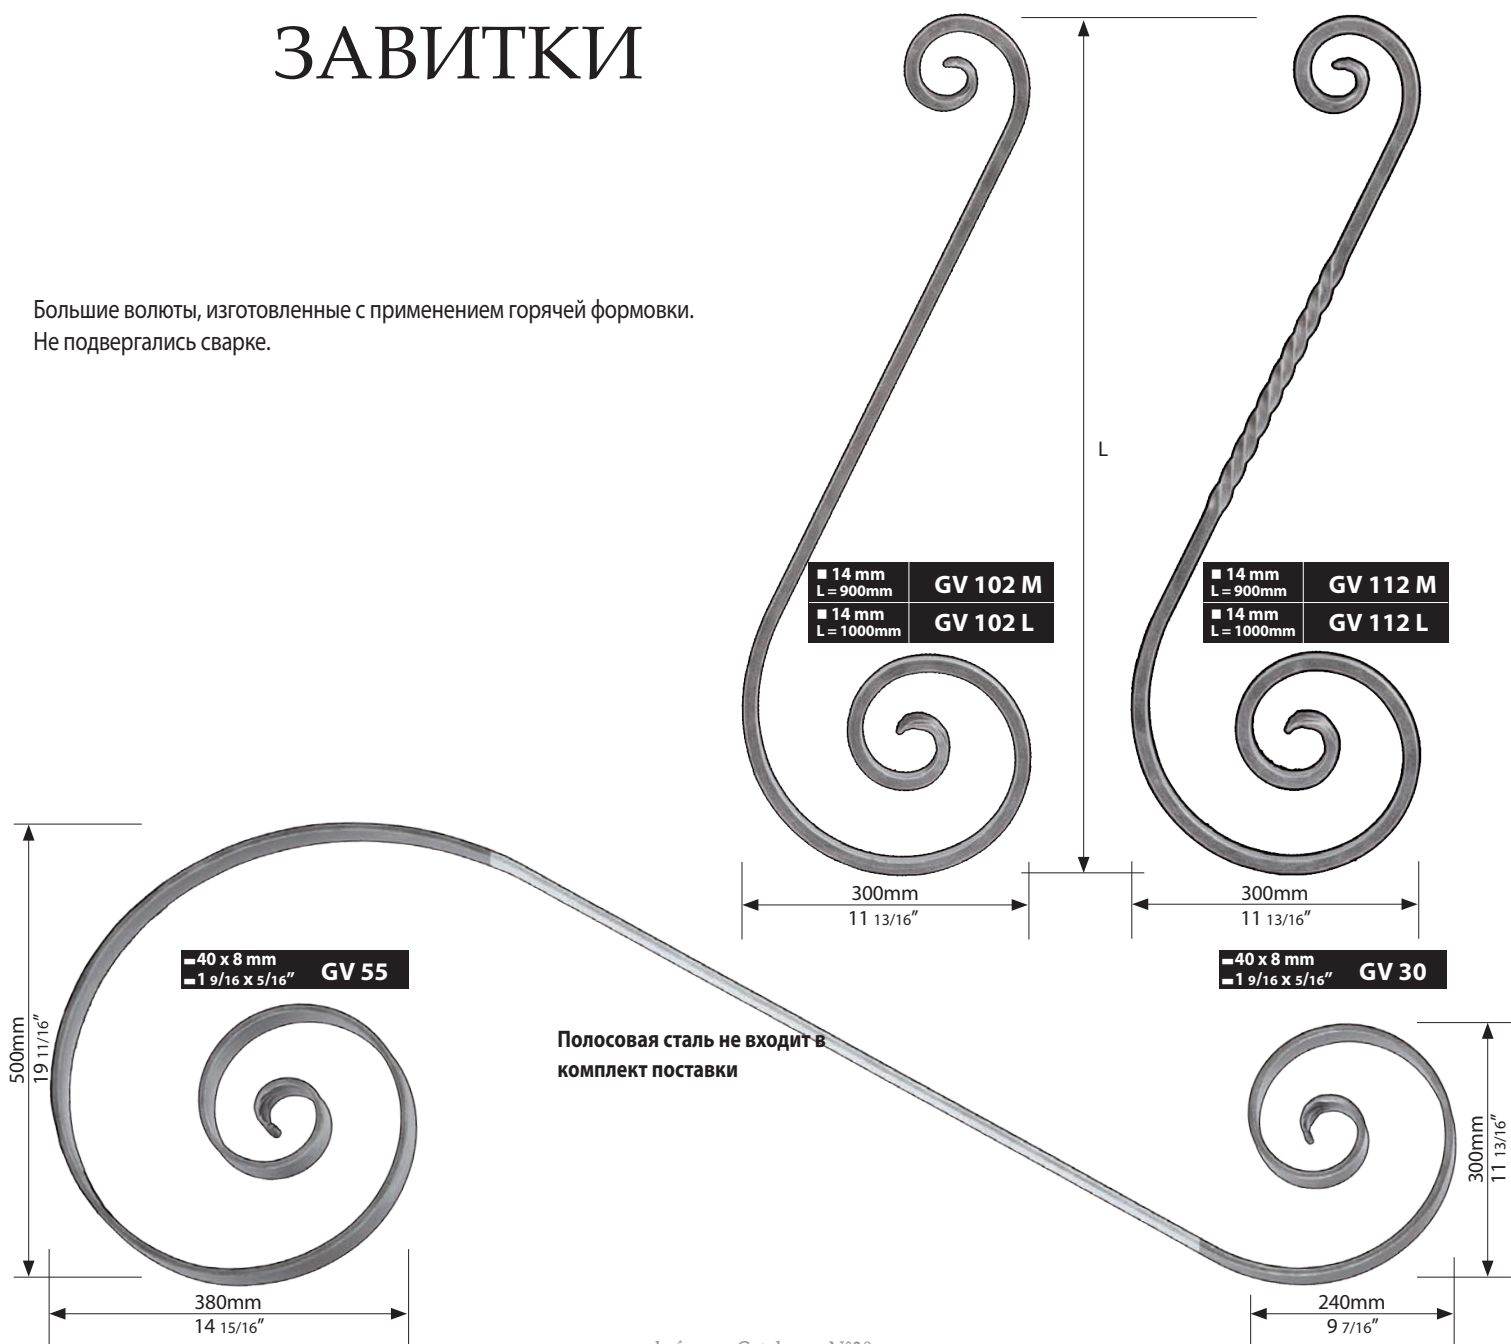 ЗАВИТКИ
Большие волюты, изготовленные с применением горячей формовки.
Не подвергались сварке.
L
■ 14 mm
L = 900mm
GV 102 M
■ 14 mm
L = 1000mm
GV 102 L
■ 14 mm
L = 900mm
GV 112 M
■ 14 mm
L = 1000mm
GV 112 L
300mm
11 13/16″
300mm
11 13/16″
40 x 8 mm
1 9/16 x 5/16″
GV 55
40 x 8 mm
1 9/16 x 5/16″
GV 30
500mm
19 11/16″
Полосовая сталь не входит в
комплект поставки
300mm
11 13/16″
380mm
14 15/16″
240mm
9 7/16″